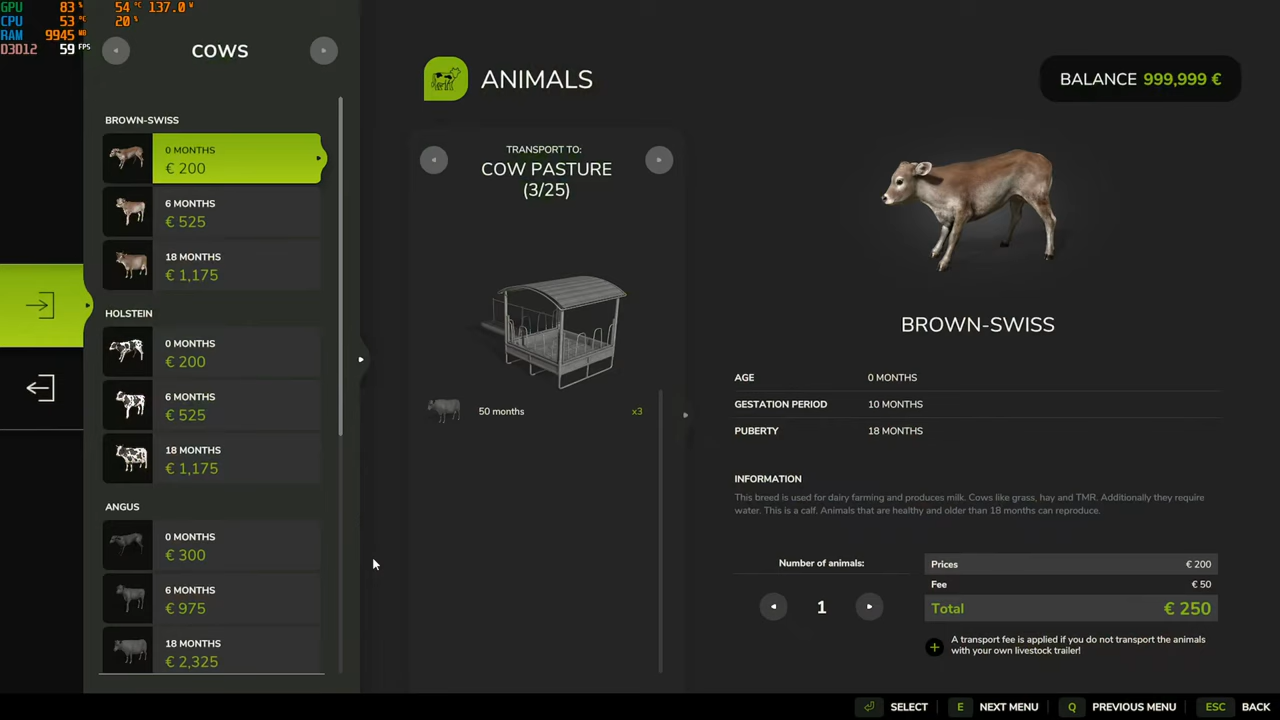 GPU 83 % 54 °C 137.0 W
CPU 53 °C 20 %
RAM 9945 MB
D3D12 59 FPS
COWS
BROWN-SWISS
0 MONTHS
€ 200
6 MONTHS
€ 525
18 MONTHS
€ 1,175
HOLSTEIN
0 MONTHS
€ 200
6 MONTHS
€ 525
18 MONTHS
€ 1,175
ANGUS
0 MONTHS
€ 300
6 MONTHS
€ 975
18 MONTHS
€ 2,325
ANIMALS
BALANCE 999,999 €
TRANSPORT TO:
COW PASTURE
(3/25)
50 months x3
BROWN-SWISS
AGE 0 MONTHS
GESTATION PERIOD 10 MONTHS
PUBERTY 18 MONTHS
INFORMATION
This breed is used for dairy farming and produces milk. Cows like grass, hay and TMR. Additionally they require
water. This is a calf. Animals that are healthy and older than 18 months can reproduce.
Number of animals:
1
Prices € 200
Fee € 50
Total € 250
A transport fee is applied if you do not transport the animals
with your own livestock trailer!
SELECT E NEXT MENU Q PREVIOUS MENU ESC BACK